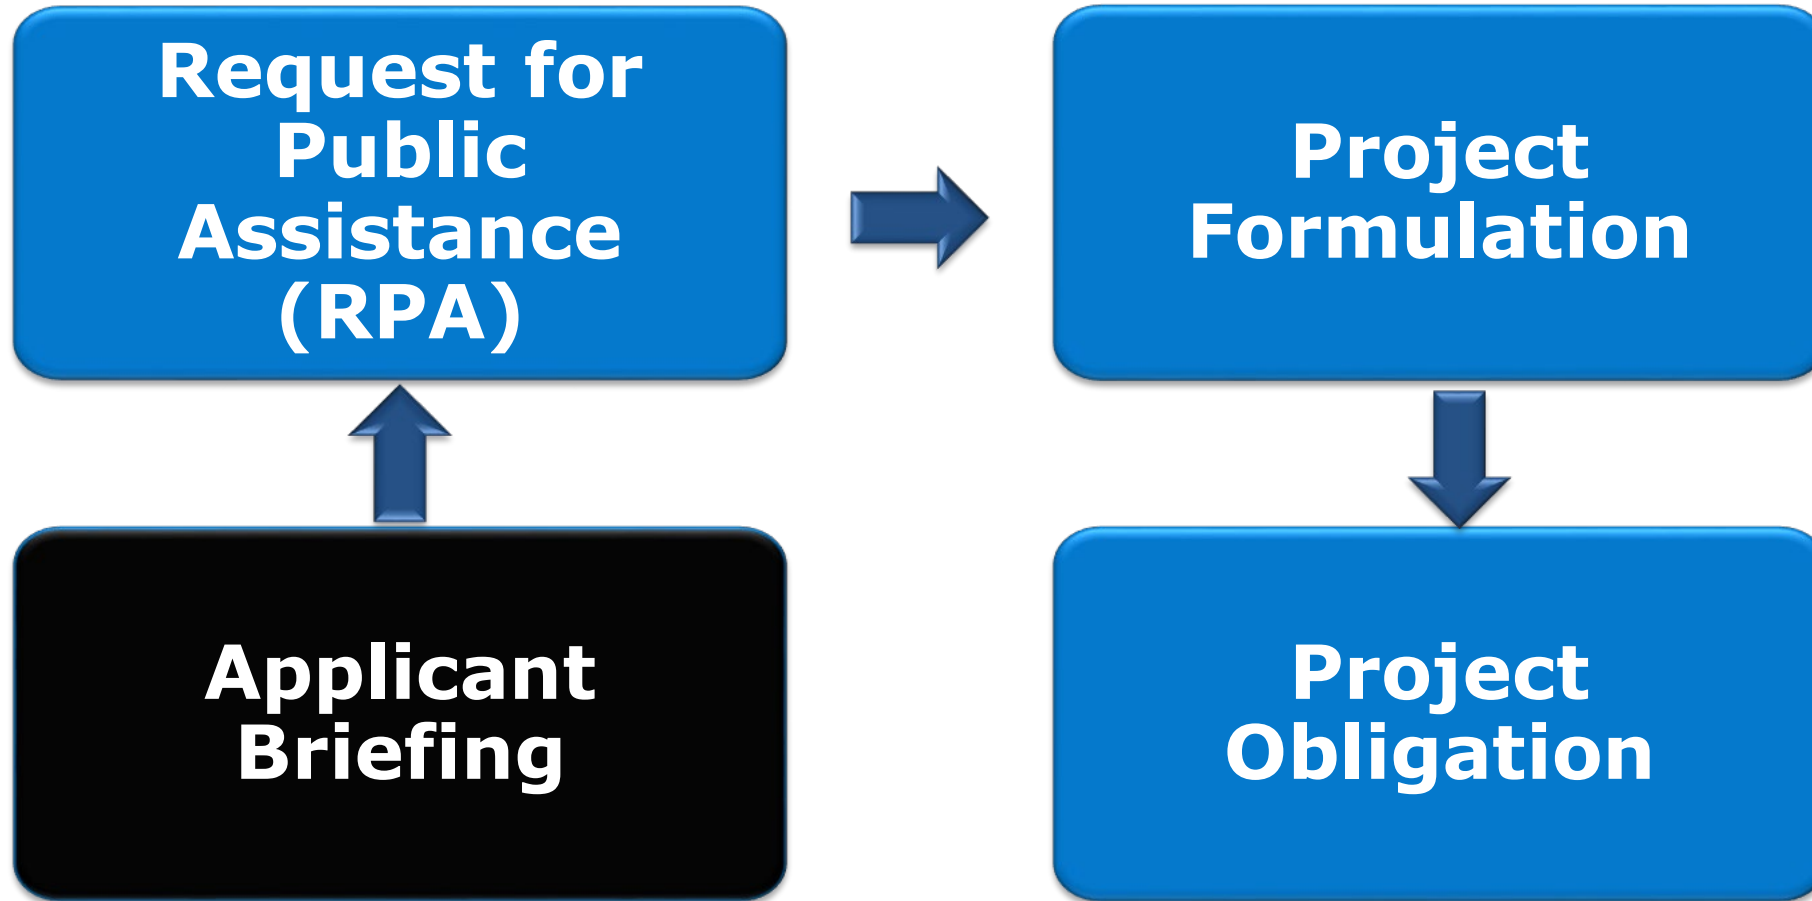 Request for
Public
Assistance
(RPA)
Project
Formulation
Applicant
Briefing
Project
Obligation